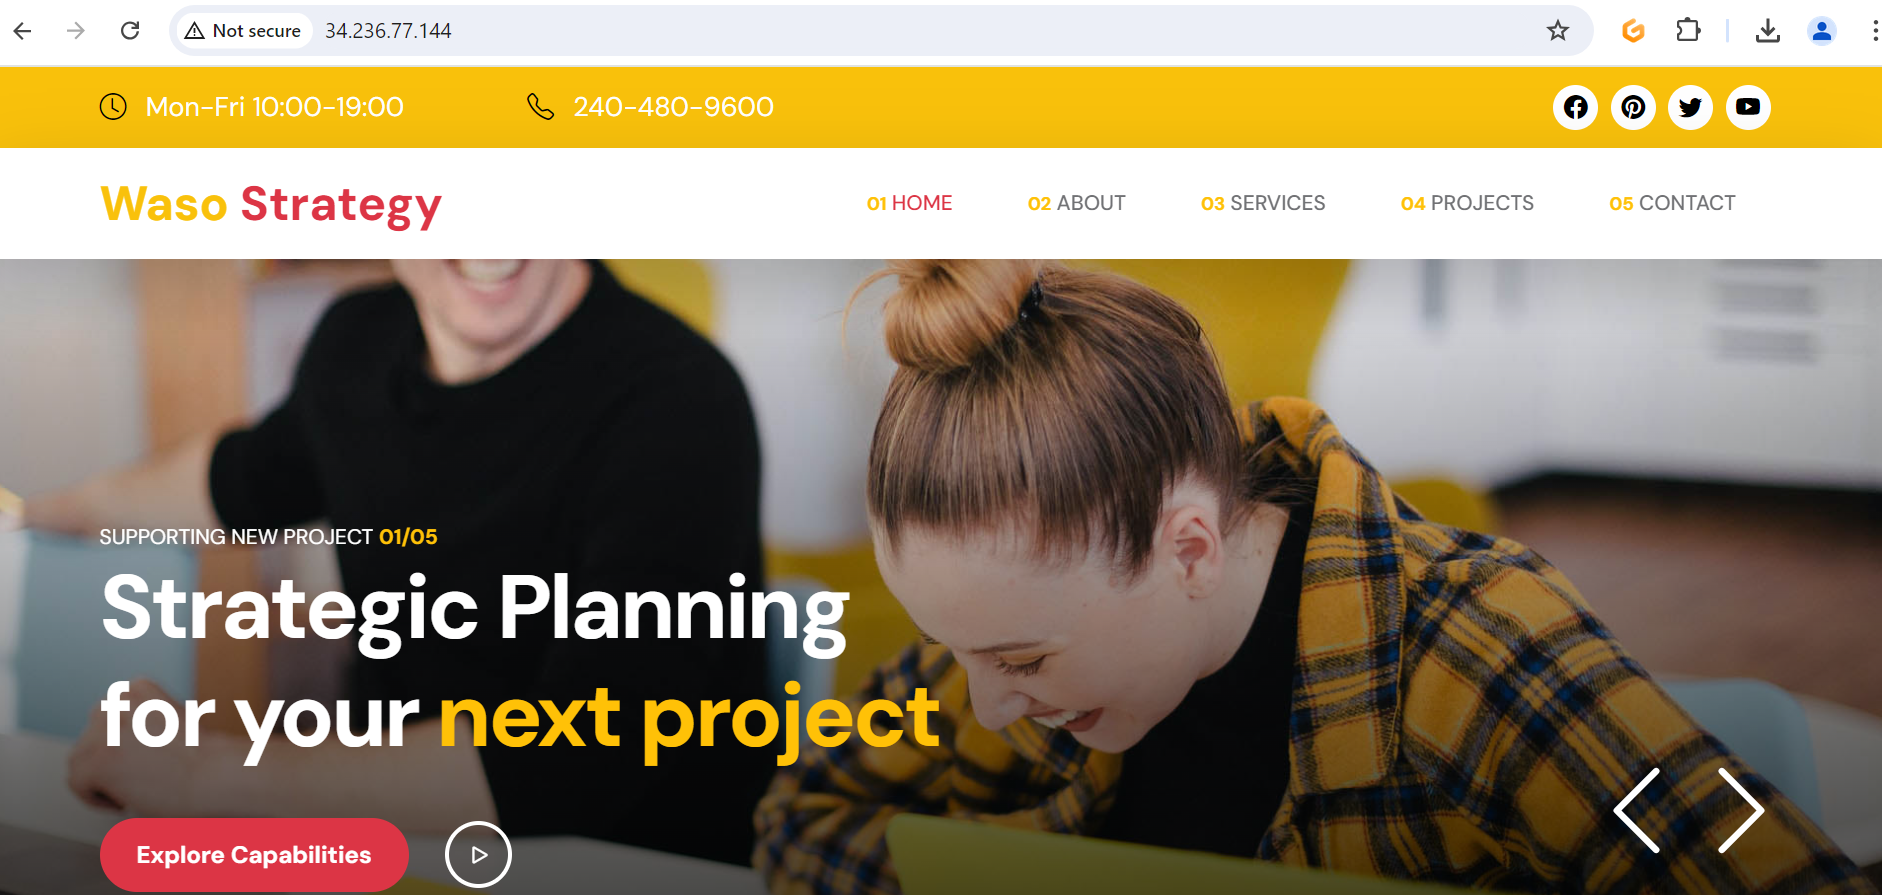 Not secure 34.236.77.144
Mon-Fri 10:00-19:00 240-480-9600
Waso Strategy
01 HOME 02 ABOUT 03 SERVICES 04 PROJECTS 05 CONTACT
SUPPORTING NEW PROJECT 01/05
Strategic Planning
for your next project
Explore Capabilities